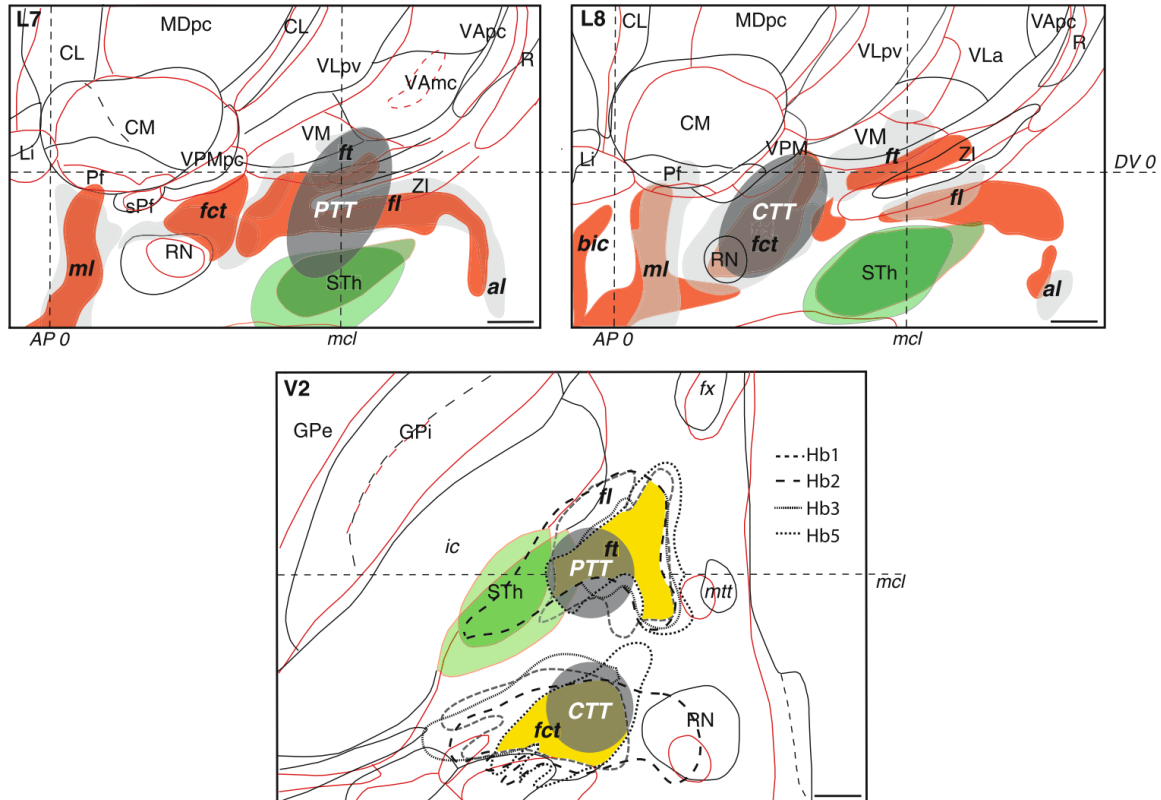 L7
MDpc
CL
CL
VApc
R
VLpv
VAmc
CM
VM
Li
VPMpc
ft
Pf
ZI
sPf
fct
PTT
fl
RN
ml
STh
al
AP 0
mcl
L8
CL
MDpc
VApc
R
VLpv
VLa
CM
VM
VPM
ft
ZI
Li
Pf
DV 0
fl
CTT
bic
fct
RN
ml
STh
al
AP 0
mcl
V2
fx
GPe
GPi
Hb1
Hb2
Hb3
Hb5
fl
ic
ft
PTT
STh
mtt
mcl
CTT
fct
RN